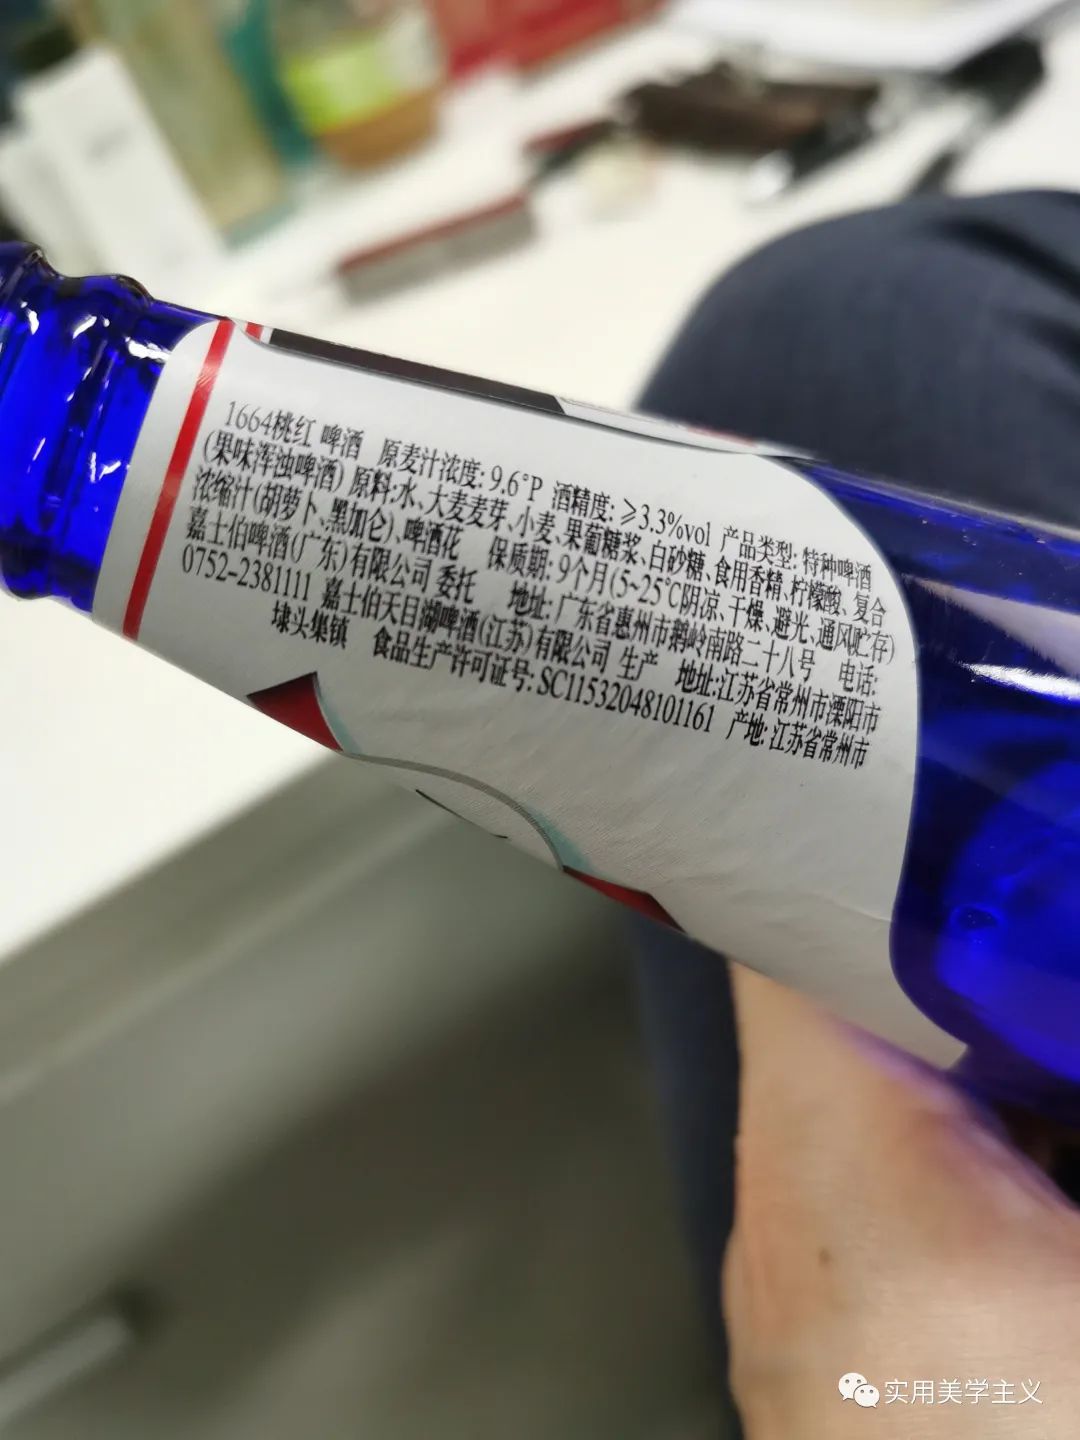 1664桃红 啤酒 原麦汁浓度: 9.6°P 酒精度: ≥3.3%vol 产品类型: 特种啤酒
(果味浑浊啤酒) 原料:水、大麦麦芽、小麦、果葡糖浆、白砂糖、食用香精、柠檬酸、复合
浓缩汁(胡萝卜、黑加仑)、啤酒花 保质期: 9个月(5-25°C阴凉、干燥、避光、通风贮存)
嘉士伯啤酒(广东)有限公司 委托 地址: 广东省惠州市鹅岭南路二十八号 电话:
0752-2381111 嘉士伯天目湖啤酒(江苏)有限公司 生产 地址:江苏省常州市溧阳市
埭头集镇 食品生产许可证号: SC11532048101161 产地: 江苏省常州市
实用美学主义